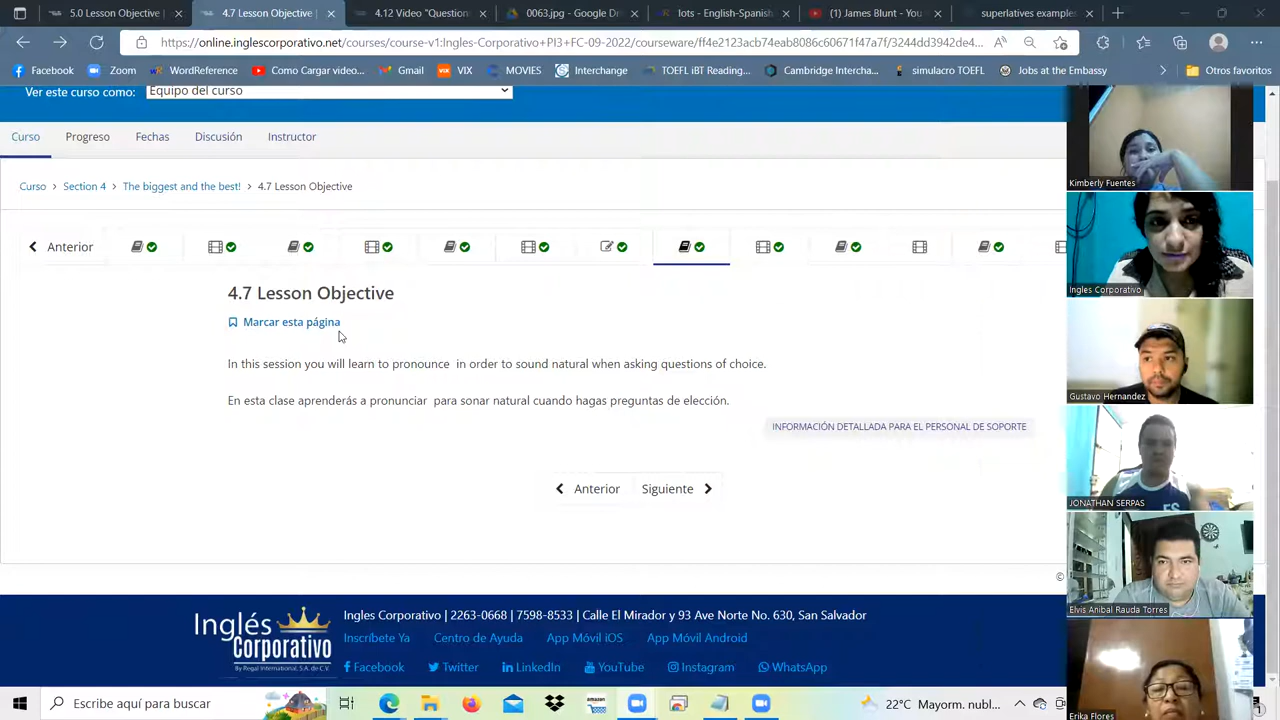 5.0 Lesson Objective
4.7 Lesson Objective
4.12 Video "Question
0063.jpg - Google Dr
lots - English-Spanish
(1) James Blunt - You
superlatives example
https://online.inglescorporativo.net/courses/course-v1:Ingles-Corporativo+PI3+FC-09-2022/courseware/ff4e2123acb74eab8086c60671f47a7f/3244dd3942de4...
Facebook
Zoom
WordReference
Como Cargar video...
Gmail
VIX
MOVIES
Interchange
TOEFL iBT Reading...
Cambridge Intercha...
simulacro TOEFL
Jobs at the Embassy
Otros favoritos
Ver este curso como:
Equipo del curso
Curso
Progreso
Fechas
Discusión
Instructor
Curso > Section 4 > The biggest and the best! > 4.7 Lesson Objective
Anterior
4.7 Lesson Objective
Marcar esta página
In this session you will learn to pronounce in order to sound natural when asking questions of choice.
En esta clase aprenderás a pronunciar para sonar natural cuando hagas preguntas de elección.
INFORMACIÓN DETALLADA PARA EL PERSONAL DE SOPORTE
Anterior
Siguiente
©
Inglés Corporativo
By Regal International, S.A. de C.V.
Ingles Corporativo | 2263-0668 | 7598-8533 | Calle El Mirador y 93 Ave Norte No. 630, San Salvador
Inscríbete Ya
Centro de Ayuda
App Móvil iOS
App Móvil Android
Facebook
Twitter
LinkedIn
YouTube
Instagram
WhatsApp
Kimberly Fuentes
Ingles Corporativo
Gustavo Hernandez
JONATHAN SERPAS
Elvis Anibal Rauda Torres
Erika Flores
Escribe aquí para buscar
amazon
22°C Mayorm. nubl...